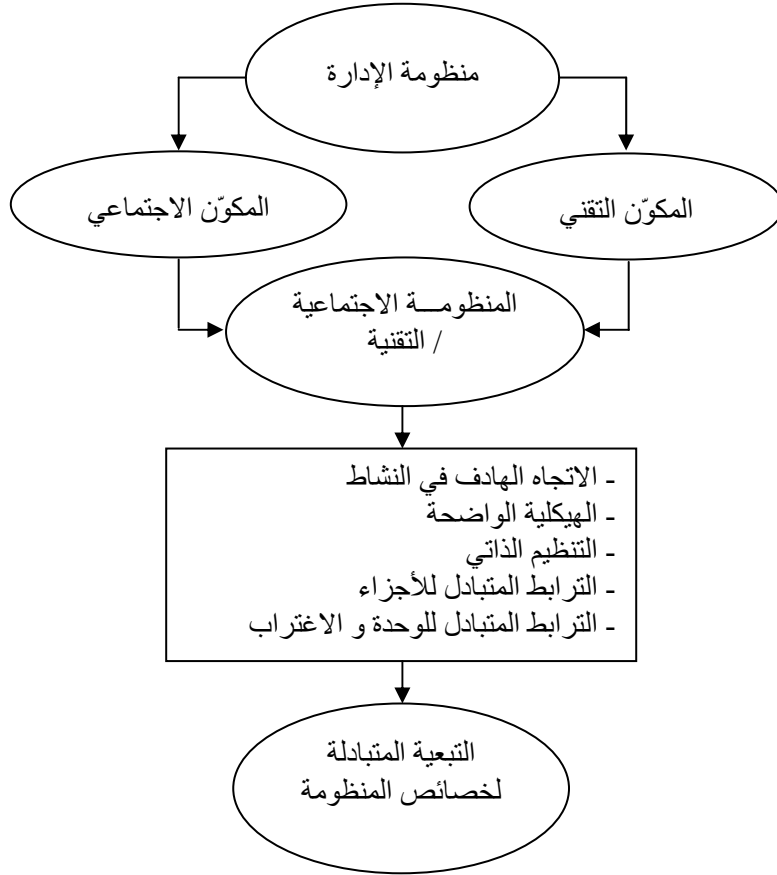 منظومة الإدارة
المكوّن التقني
المكوّن الاجتماعي
المنظومـــة الاجتماعية
/ التقنية
- الاتجاه الهادف في النشاط
- الهيكلية الواضحة
- التنظيم الذاتي
- الترابط المتبادل للأجزاء
- الترابط المتبادل للوحدة و الاغتراب
التبعية المتبادلة
لخصائص المنظومة